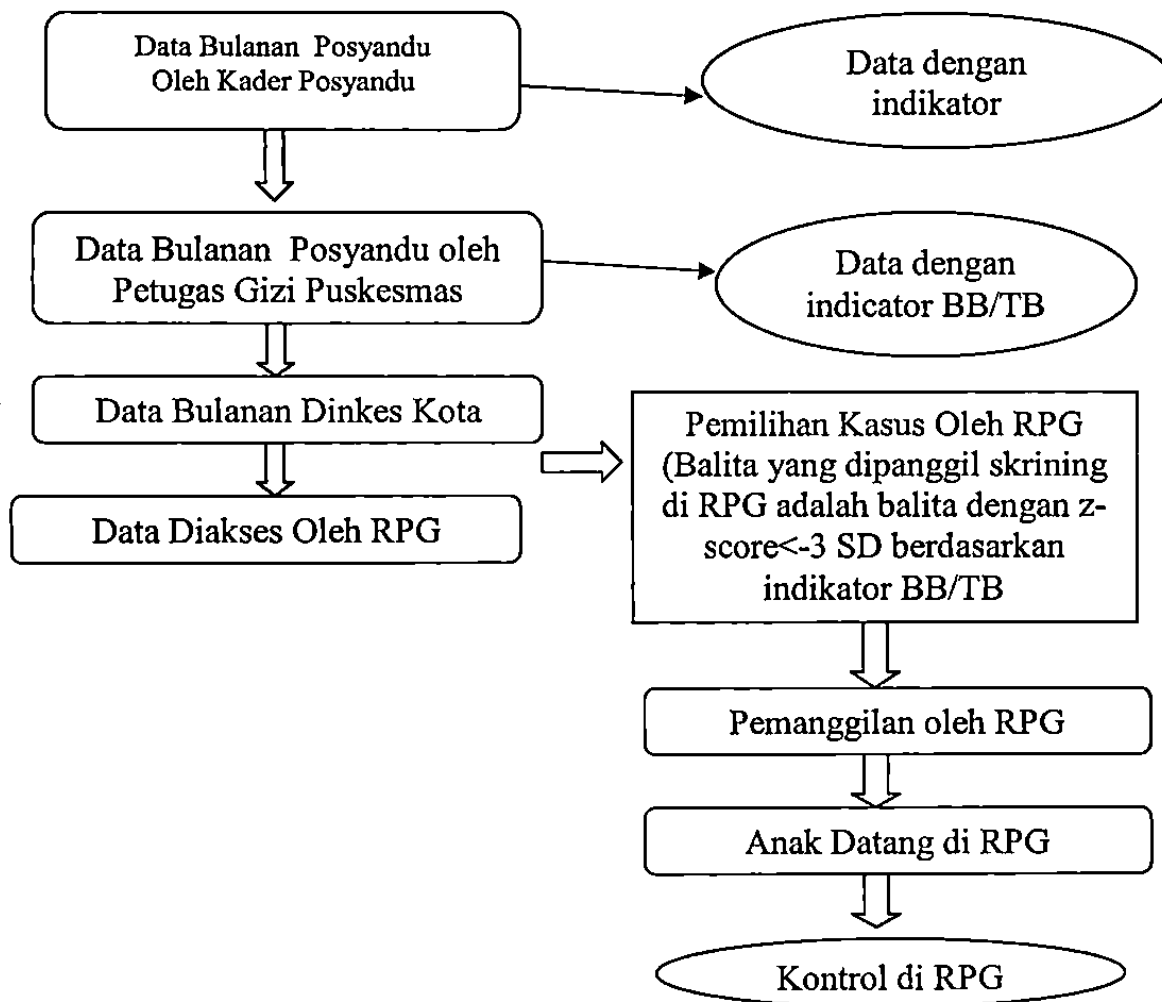 Data Bulanan Posyandu
Oleh Kader Posyandu
Data dengan
indikator
Data Bulanan Posyandu oleh
Petugas Gizi Puskesmas
Data dengan
indicator BB/TB
Data Bulanan Dinkes Kota
Data Diakses Oleh RPG
Pemilihan Kasus Oleh RPG
(Balita yang dipanggil skrining
di RPG adalah balita dengan z-
score<-3 SD berdasarkan
indikator BB/TB
Pemanggilan oleh RPG
Anak Datang di RPG
Kontrol di RPG